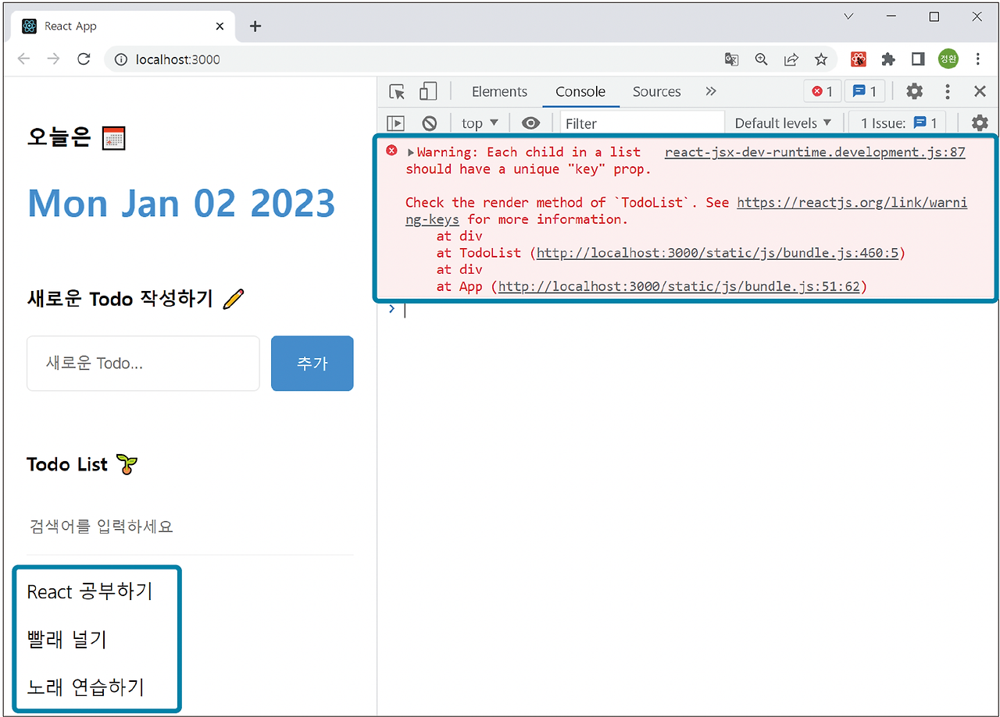 React App
localhost:3000
정환
오늘은
Mon Jan 02 2023
새로운 Todo 작성하기
새로운 Todo...
추가
Todo List
검색어를 입력하세요
React 공부하기
빨래 널기
노래 연습하기
Elements Console Sources » 1 1
top Filter Default levels 1 Issue: 1
Warning: Each child in a list react-jsx-dev-runtime.development.js:87
should have a unique "key" prop.
Check the render method of `TodoList`. See https://reactjs.org/link/warni
ng-keys for more information.
at div
at TodoList (http://localhost:3000/static/js/bundle.js:460:5)
at div
at App (http://localhost:3000/static/js/bundle.js:51:62)